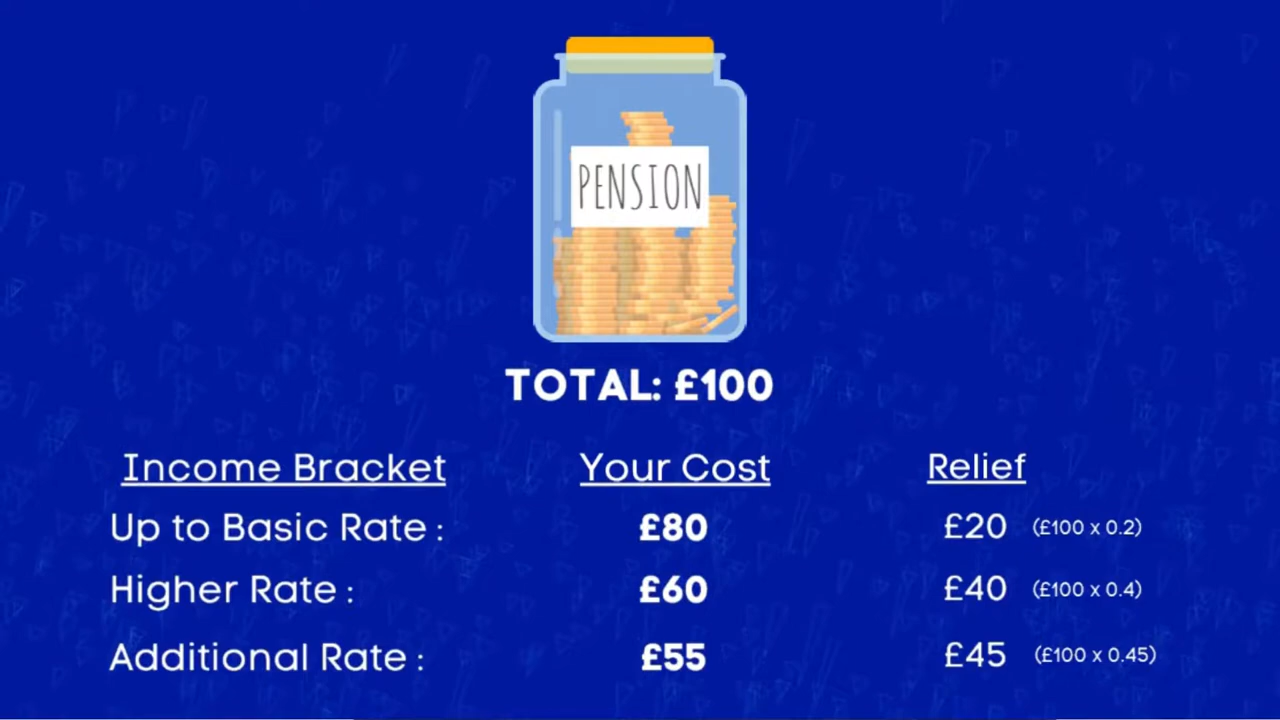 PENSION
TOTAL: £100
Income Bracket Your Cost Relief
Up to Basic Rate : £80 £20 (£100 x 0.2)
Higher Rate : £60 £40 (£100 x 0.4)
Additional Rate : £55 £45 (£100 x 0.45)